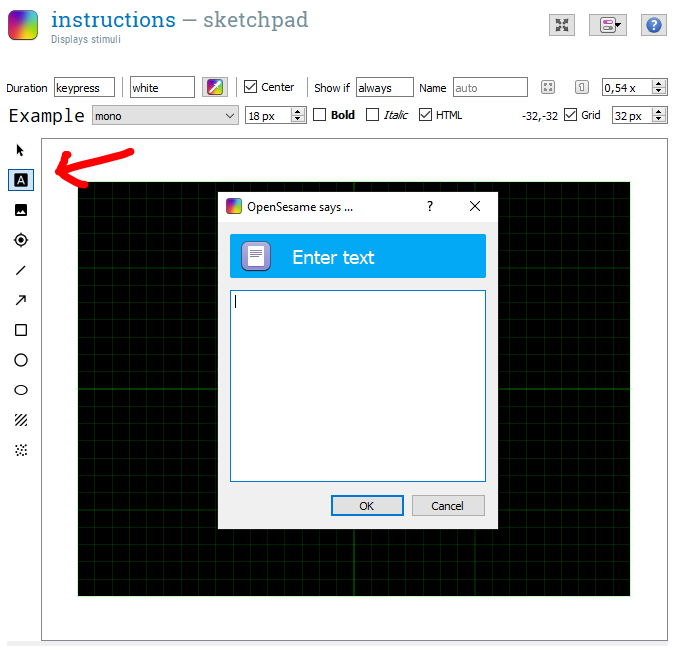 instructions – sketchpad
Displays stimuli
Duration keypress white Center Show if always Name auto 0,54 x
Example mono 18 px Bold Italic HTML -32,-32 Grid 32 px
A
OpenSesame says ... ?
Enter text
OK Cancel